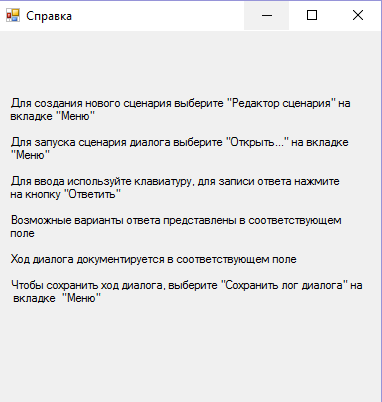 Справка
Для создания нового сценария выберите "Редактор сценария" на
вкладке "Меню"
Для запуска сценария диалога выберите "Открыть..." на вкладке
"Меню"
Для ввода используйте клавиатуру, для записи ответа нажмите
на кнопку "Ответить"
Возможные варианты ответа представлены в соответствующем
поле
Ход диалога документируется в соответствующем поле
Чтобы сохранить ход диалога, выберите "Сохранить лог диалога" на
вкладке "Меню"